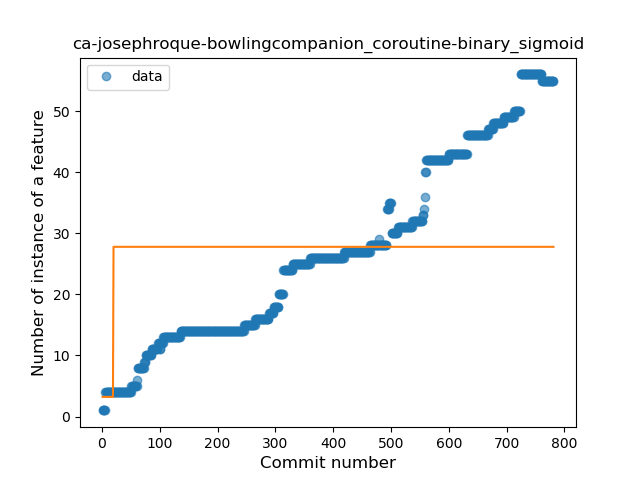 ca-josephroque-bowlingcompanion_coroutine-binary_sigmoid
data
Number of instance of a feature
50
40
30
20
10
0
0 100 200 300 400 500 600 700 800
Commit number